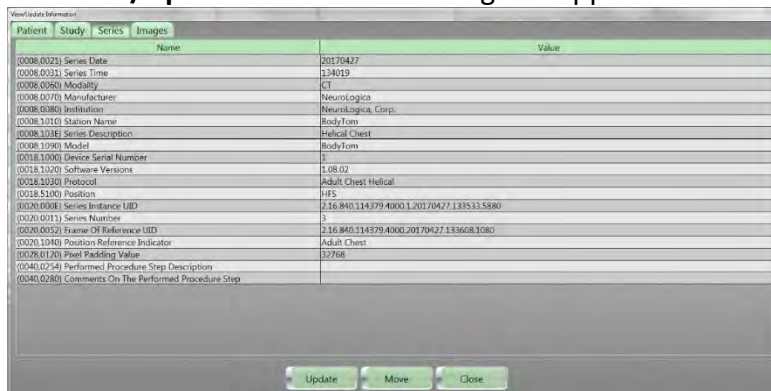 View/Update Information
Patient Study Series Images
Name Value
(0008,0021) Series Date 20170427
(0008,0031) Series Time 134019
(0008,0060) Modality CT
(0008,0070) Manufacturer NeuroLogica
(0008,0080) Institution NeuroLogica, Corp.
(0008,1010) Station Name BodyTom
(0008,103E) Series Description Helical Chest
(0008,1090) Model BodyTom
(0018,1000) Device Serial Number 1
(0018,1020) Software Versions 1.08.02
(0018,1030) Protocol Adult Chest Helical
(0018,5100) Position HFS
(0020,000E) Series Instance UID 2.16.840.114379.4000.1.20170427.133533.5880
(0020,0011) Series Number 3
(0020,0052) Frame Of Reference UID 2.16.840.114379.4000.20170427.133608.1080
(0020,1040) Position Reference Indicator Adult Chest
(0028,0120) Pixel Padding Value 32768
(0040,0254) Performed Procedure Step Description
(0040,0280) Comments On The Performed Procedure Step
Update Move Close